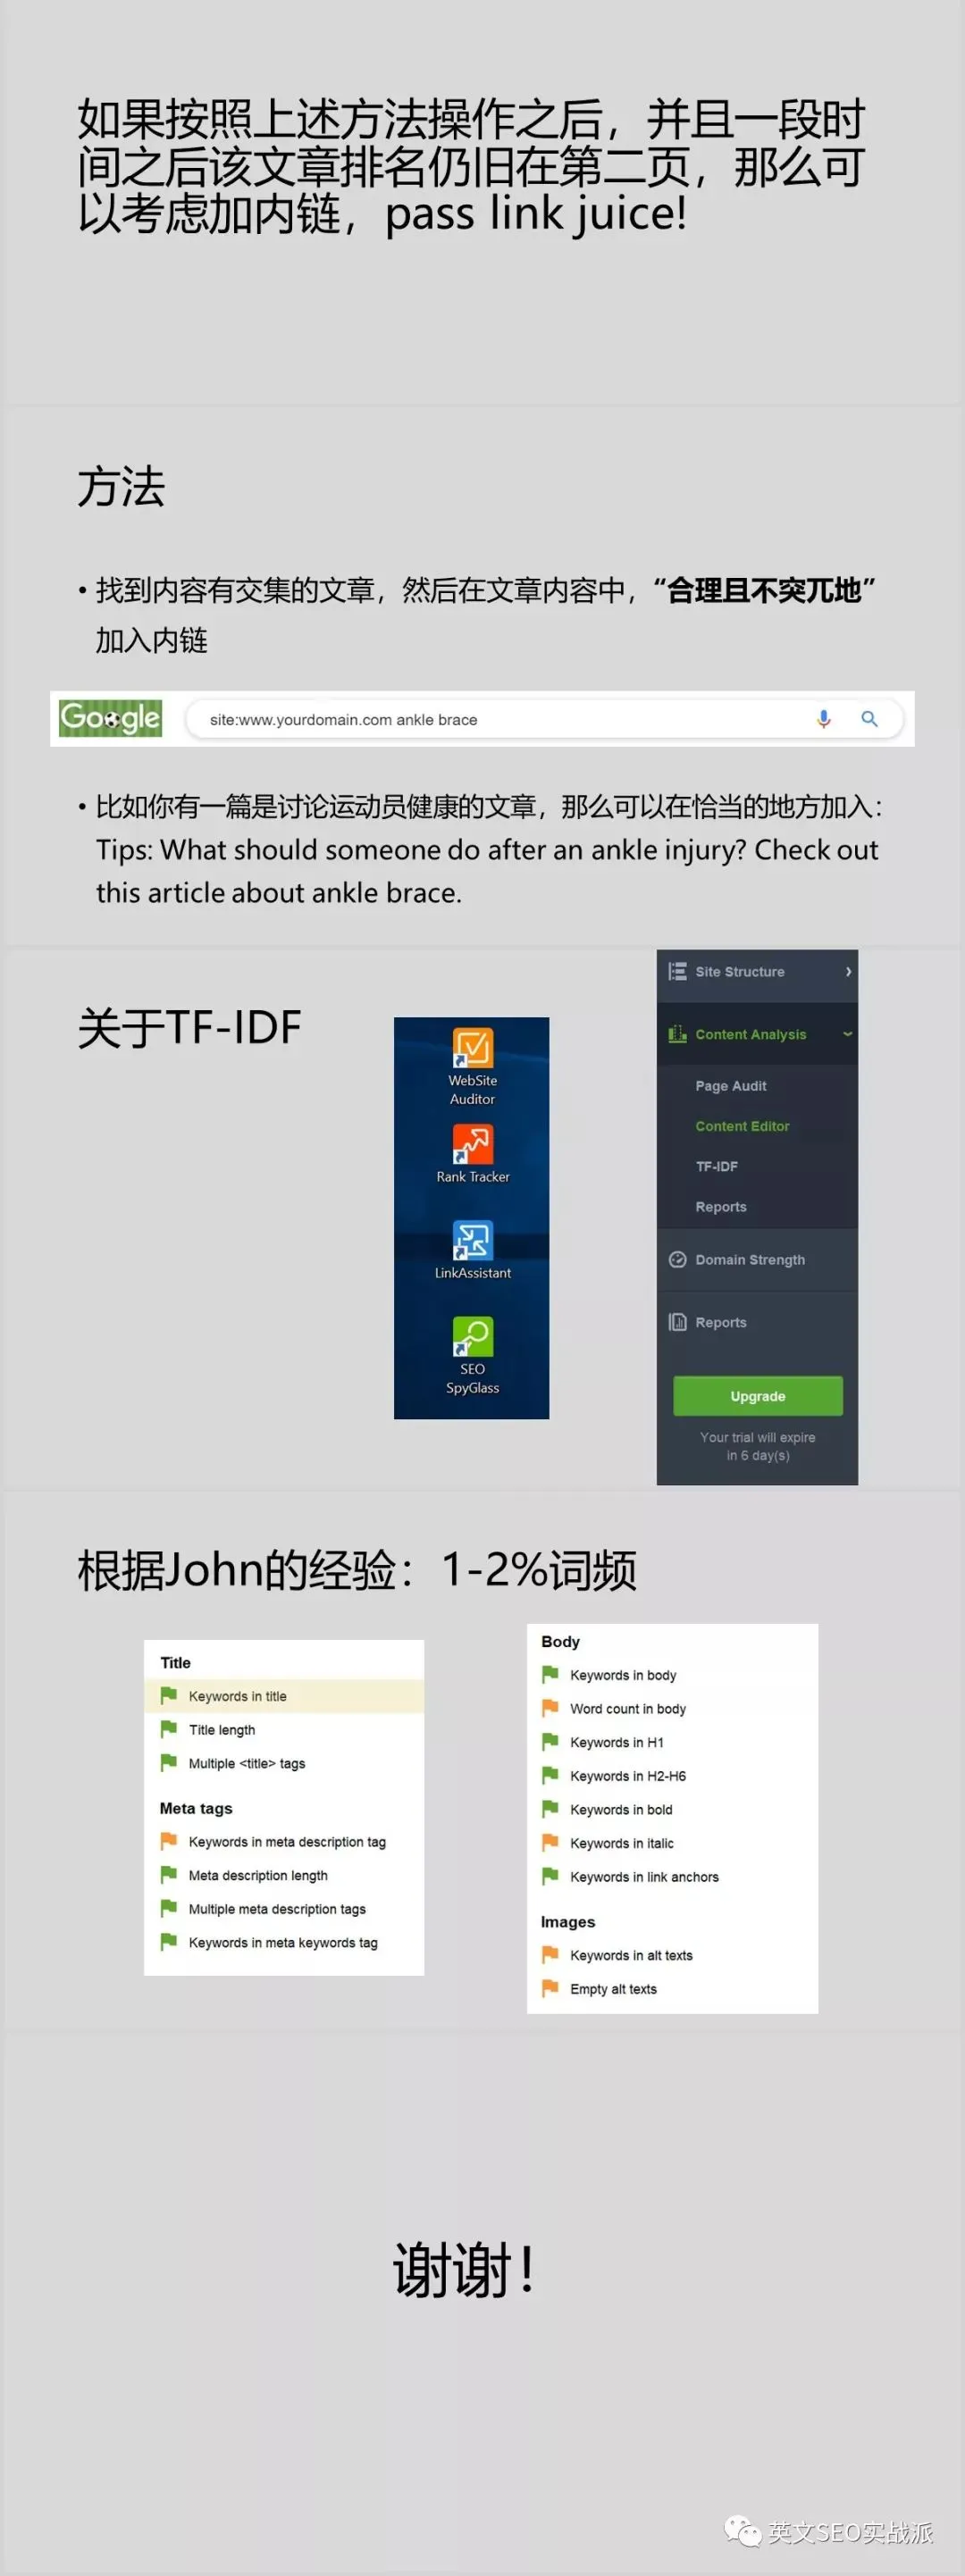 如果按照上述方法操作之后，并且一段时
间之后该文章排名仍旧在第二页，那么可
以考虑加内链，pass link juice!
方法
• 找到内容有交集的文章，然后在文章内容中，“合理且不突兀地”
加入内链
Google
site:www.yourdomain.com ankle brace
• 比如你有一篇是讨论运动员健康的文章，那么可以在恰当的地方加入：
Tips: What should someone do after an ankle injury? Check out
this article about ankle brace.
关于TF-IDF
WebSite
Auditor
Rank Tracker
LinkAssistant
SEO
SpyGlass
Site Structure
Content Analysis
Page Audit
Content Editor
TF-IDF
Reports
Domain Strength
Reports
Upgrade
Your trial will expire
in 6 day(s)
根据John的经验：1-2%词频
Title
Keywords in title
Title length
Multiple <title> tags
Meta tags
Keywords in meta description tag
Meta description length
Multiple meta description tags
Keywords in meta keywords tag
Body
Keywords in body
Word count in body
Keywords in H1
Keywords in H2-H6
Keywords in bold
Keywords in italic
Keywords in link anchors
Images
Keywords in alt texts
Empty alt texts
谢谢！
英文SEO实战派